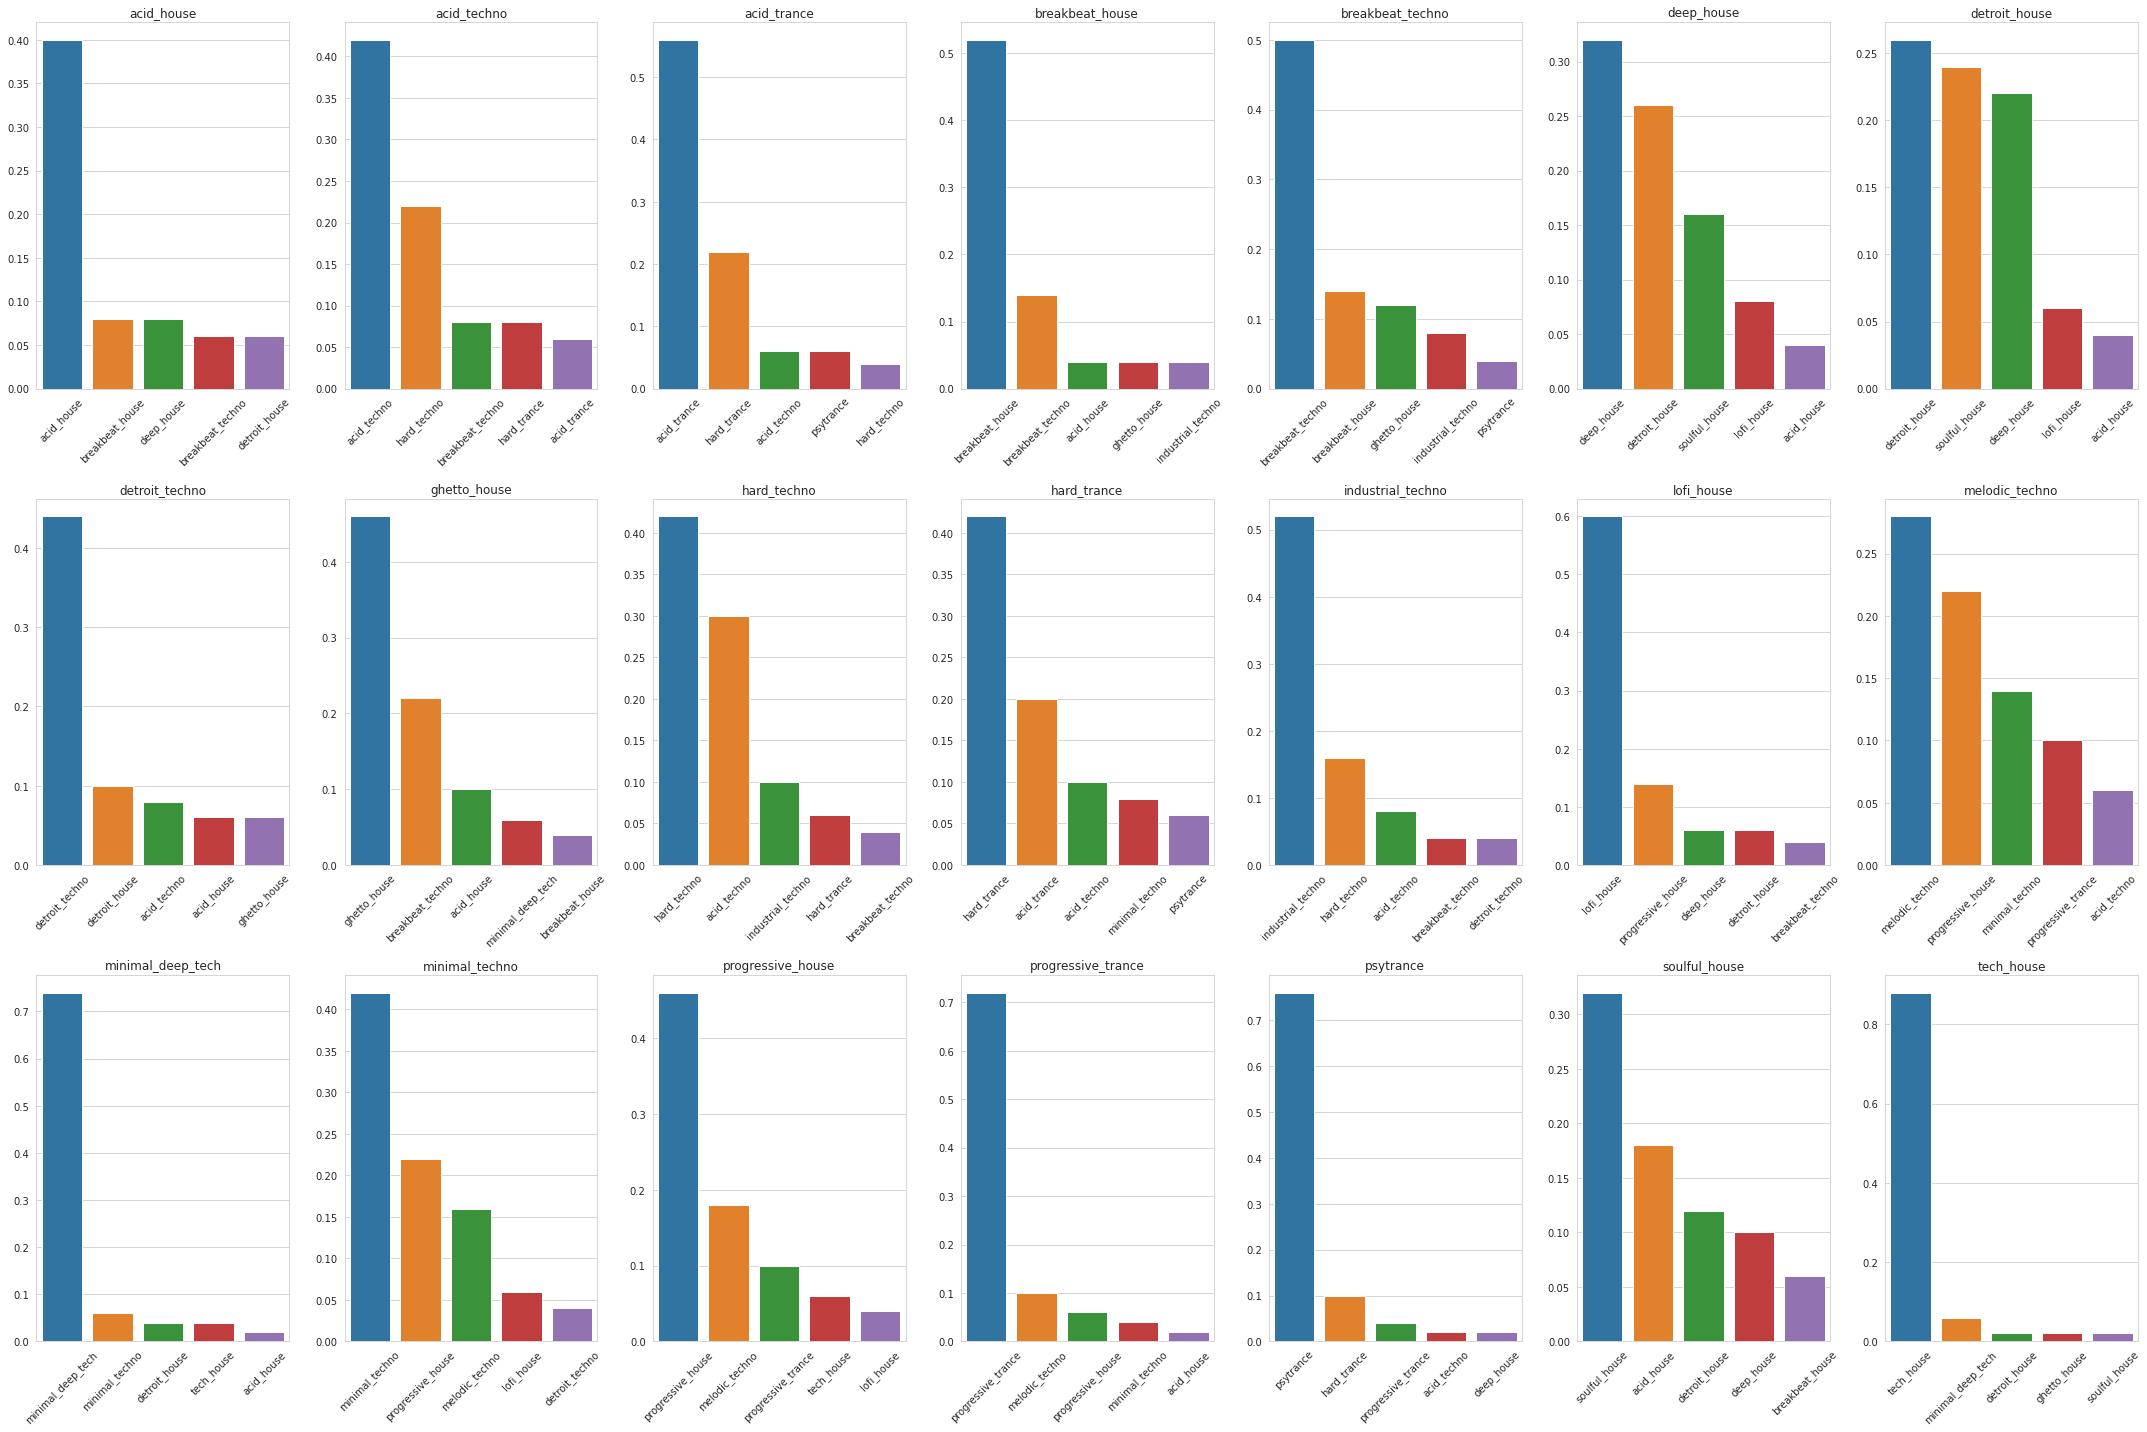 acid_house
0.40
0.35
0.30
0.25
0.20
0.15
0.10
0.05
0.00
acid_house
breakbeat_house
deep_house
breakbeat_techno
detroit_house
acid_techno
0.40
0.35
0.30
0.25
0.20
0.15
0.10
0.05
0.00
acid_techno
hard_techno
breakbeat_techno
hard_trance
acid_trance
acid_trance
0.5
0.4
0.3
0.2
0.1
0.0
acid_trance
hard_trance
acid_techno
psytrance
hard_techno
breakbeat_house
0.5
0.4
0.3
0.2
0.1
0.0
breakbeat_house
breakbeat_techno
acid_house
ghetto_house
industrial_techno
breakbeat_techno
0.5
0.4
0.3
0.2
0.1
0.0
breakbeat_techno
breakbeat_house
ghetto_house
industrial_techno
psytrance
deep_house
0.30
0.25
0.20
0.15
0.10
0.05
0.00
deep_house
detroit_house
soulful_house
lofi_house
acid_house
detroit_house
0.25
0.20
0.15
0.10
0.05
0.00
detroit_house
soulful_house
deep_house
lofi_house
acid_house
detroit_techno
0.4
0.3
0.2
0.1
0.0
detroit_techno
detroit_house
acid_techno
acid_house
ghetto_house
ghetto_house
0.4
0.3
0.2
0.1
0.0
ghetto_house
breakbeat_techno
acid_house
minimal_deep_tech
breakbeat_house
hard_techno
0.40
0.35
0.30
0.25
0.20
0.15
0.10
0.05
0.00
hard_techno
acid_techno
industrial_techno
hard_trance
breakbeat_techno
hard_trance
0.40
0.35
0.30
0.25
0.20
0.15
0.10
0.05
0.00
hard_trance
acid_trance
acid_techno
minimal_techno
psytrance
industrial_techno
0.5
0.4
0.3
0.2
0.1
0.0
industrial_techno
hard_techno
acid_techno
breakbeat_techno
detroit_techno
lofi_house
0.6
0.5
0.4
0.3
0.2
0.1
0.0
lofi_house
progressive_house
deep_house
detroit_house
breakbeat_techno
melodic_techno
0.25
0.20
0.15
0.10
0.05
0.00
melodic_techno
progressive_house
minimal_techno
progressive_trance
acid_techno
minimal_deep_tech
0.7
0.6
0.5
0.4
0.3
0.2
0.1
0.0
minimal_deep_tech
minimal_techno
detroit_house
tech_house
acid_house
minimal_techno
0.40
0.35
0.30
0.25
0.20
0.15
0.10
0.05
0.00
minimal_techno
progressive_house
melodic_techno
lofi_house
detroit_techno
progressive_house
0.4
0.3
0.2
0.1
0.0
progressive_house
melodic_techno
progressive_trance
tech_house
lofi_house
progressive_trance
0.7
0.6
0.5
0.4
0.3
0.2
0.1
0.0
progressive_trance
melodic_techno
progressive_house
minimal_techno
acid_house
psytrance
0.7
0.6
0.5
0.4
0.3
0.2
0.1
0.0
psytrance
hard_trance
progressive_trance
acid_techno
deep_house
soulful_house
0.30
0.25
0.20
0.15
0.10
0.05
0.00
soulful_house
acid_house
detroit_house
deep_house
breakbeat_house
tech_house
0.8
0.6
0.4
0.2
0.0
tech_house
minimal_deep_tech
detroit_house
ghetto_house
soulful_house